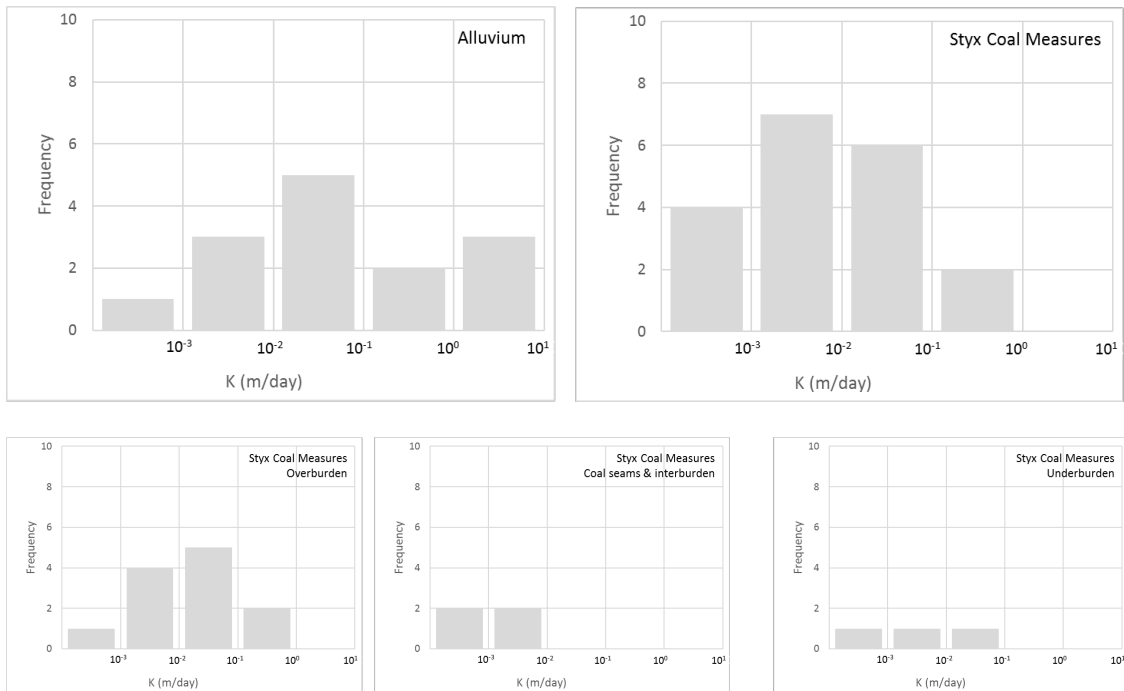 Alluvium
10
8
6
4
2
0
Frequency
10⁻³ 10⁻² 10⁻¹ 10⁰ 10¹
K (m/day)
Styx Coal Measures
10
8
6
4
2
0
Frequency
10⁻³ 10⁻² 10⁻¹ 10⁰ 10¹
K (m/day)
Styx Coal Measures
Overburden
10
8
6
4
2
0
Frequency
10⁻³ 10⁻² 10⁻¹ 10⁰ 10¹
K (m/day)
Styx Coal Measures
Coal seams & interburden
10
8
6
4
2
0
Frequency
10⁻³ 10⁻² 10⁻¹ 10⁰ 10¹
K (m/day)
Styx Coal Measures
Underburden
10
8
6
4
2
0
Frequency
10⁻³ 10⁻² 10⁻¹ 10⁰ 10¹
K (m/day)